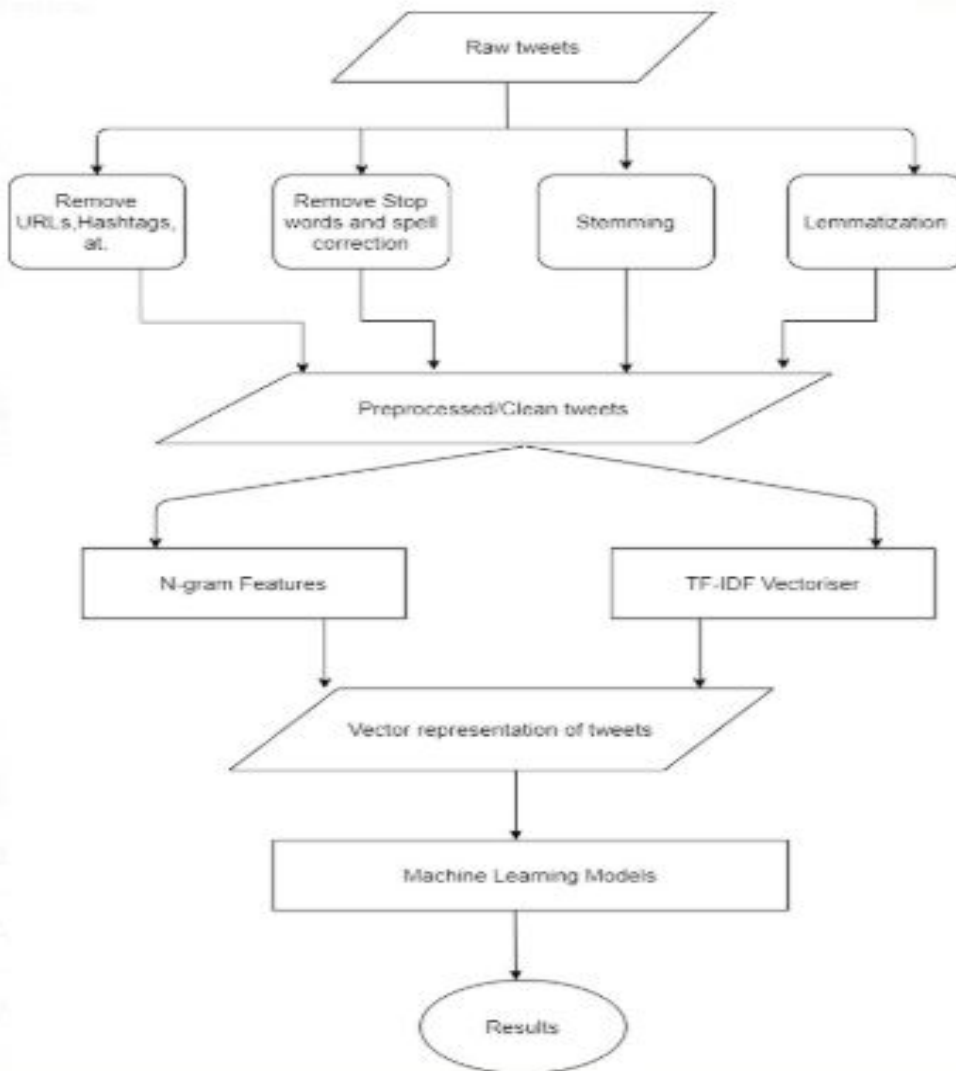 Raw tweets
Remove
URLs,Hashtags,
at.
Remove Stop
words and spell
correction
Stemming
Lemmatization
Preprocessed/Clean tweets
N-gram Features
TF-IDF Vectoriser
Vector representation of tweets
Machine Learning Models
Results